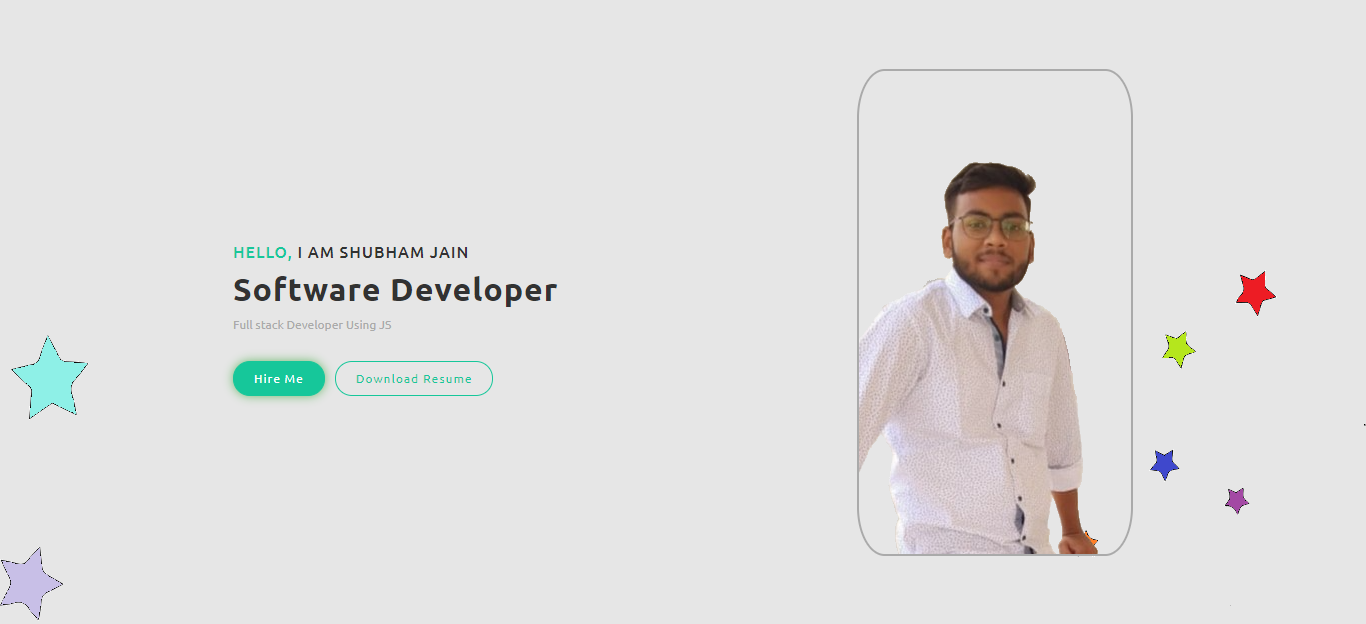 HELLO, I AM SHUBHAM JAIN
Software Developer
Full stack Developer Using JS
Hire Me
Download Resume